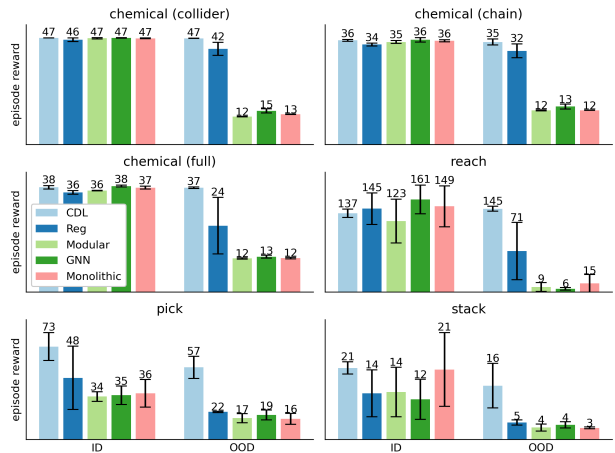 chemical (collider)
47 46 47 47 47 47 42 12 15 13
episode reward
chemical (chain)
36 34 35 36 36 35 32 12 13 12
chemical (full)
38 36 36 38 37 37 24 12 13 12
episode reward
CDL
Reg
Modular
GNN
Monolithic
reach
137 145 123 161 149 145 71 9 6 15
pick
73 48 34 35 36 57 22 17 19 16
episode reward
ID OOD
stack
21 14 14 12 21 16 5 4 4 3
ID OOD